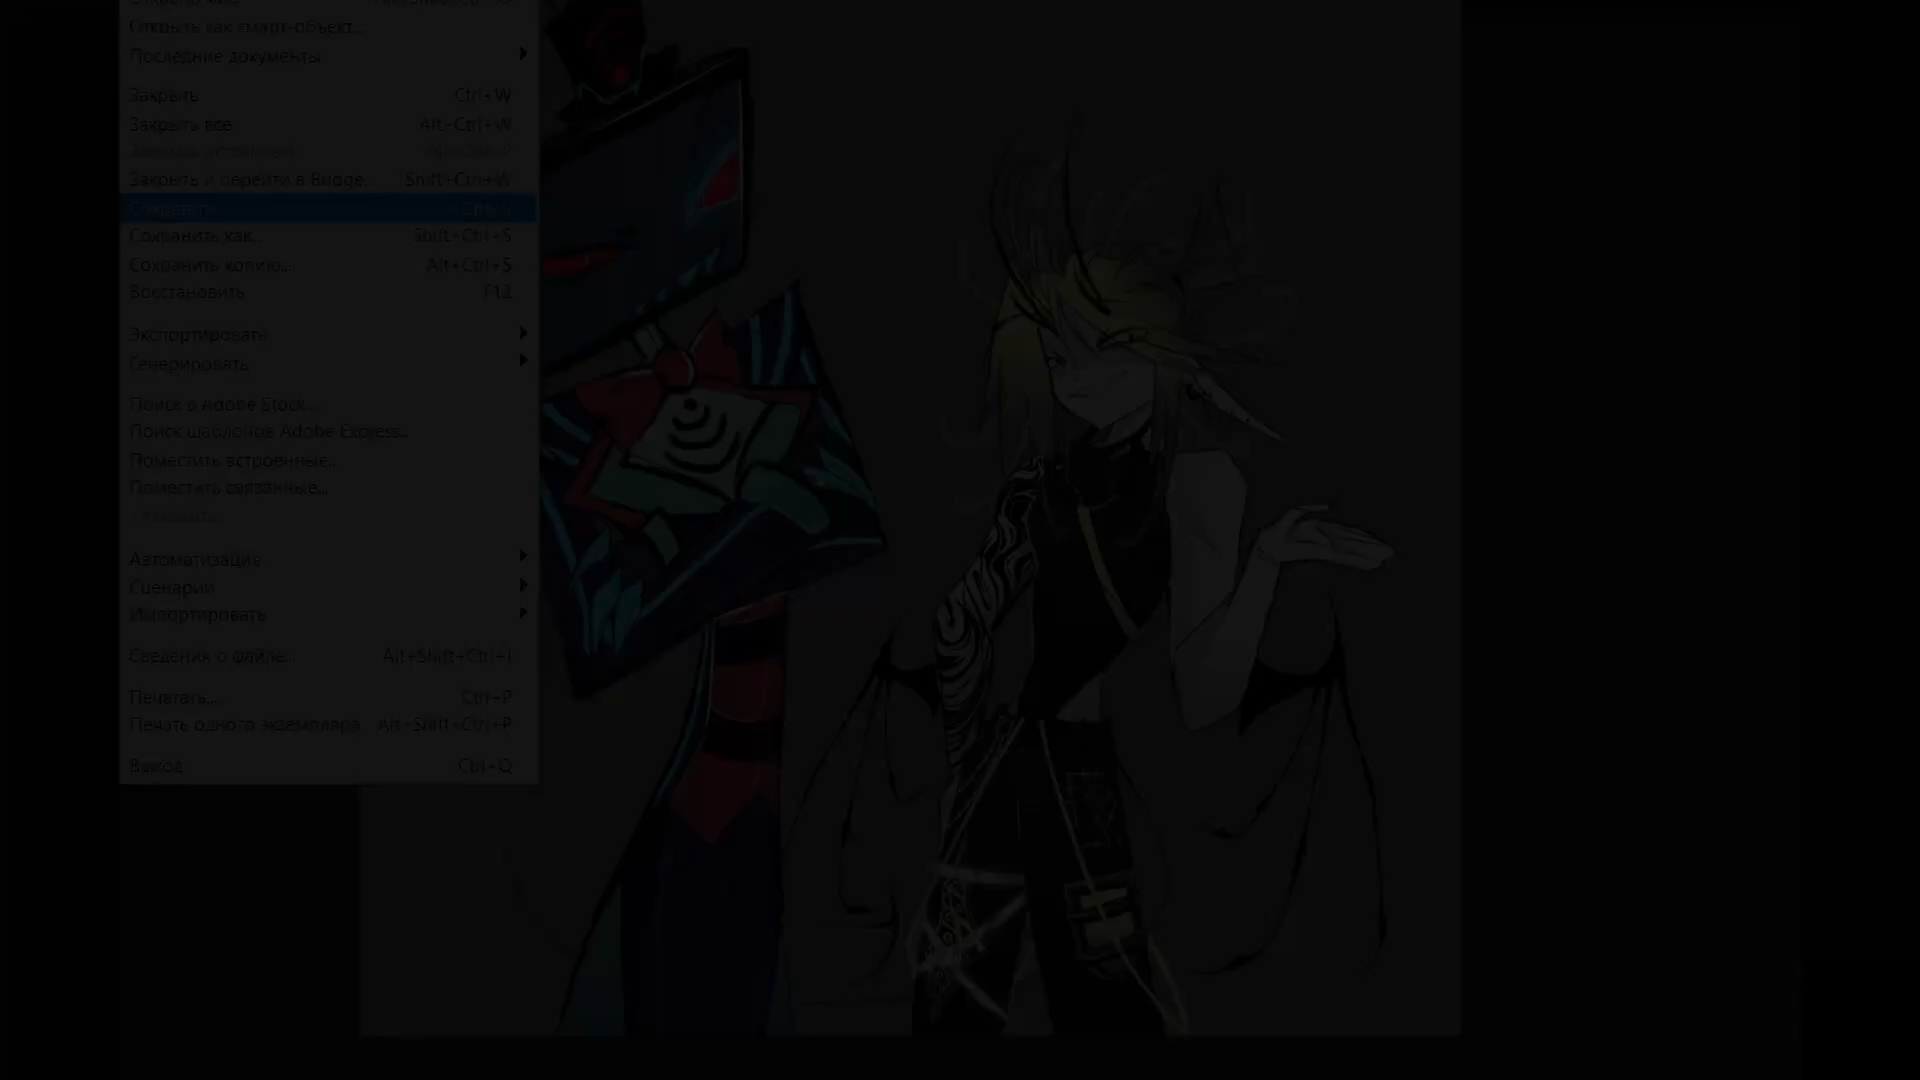 Открыть как смарт-объект...
Последние документы
Закрыть Ctrl+W
Закрыть все Alt+Ctrl+W
Закрыть и перейти в Bridge... Shift+Ctrl+W
Сохранить Ctrl+S
Сохранить как... Shift+Ctrl+S
Сохранить копию... Alt+Ctrl+S
Восстановить F12
Экспортировать
Генерировать
Поиск в Adobe Stock...
Поиск шаблонов Adobe Express...
Поместить встроенные...
Поместить связанные...
Автоматизация
Сценарии
Импортировать
Сведения о файле... Alt+Shift+Ctrl+I
Печатать... Ctrl+P
Печать одного экземпляра Alt+Shift+Ctrl+P
Выход Ctrl+Q